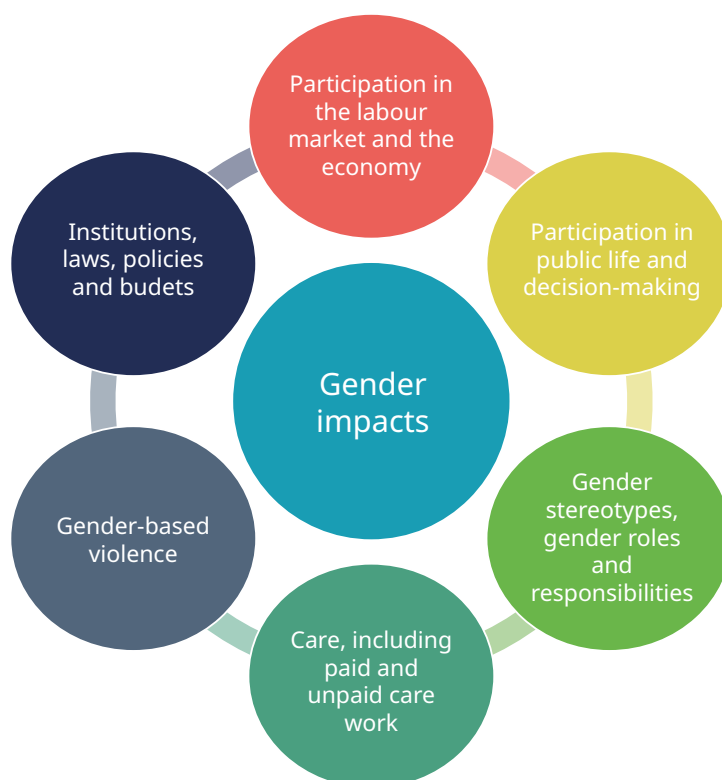 Participation in
the labour
market and the
economy
Participation in
public life and
decision-making
Gender
stereotypes,
gender roles
and
responsibilities
Care, including
paid and
unpaid care
work
Gender-based
violence
Institutions,
laws, policies
and budets
Gender
impacts